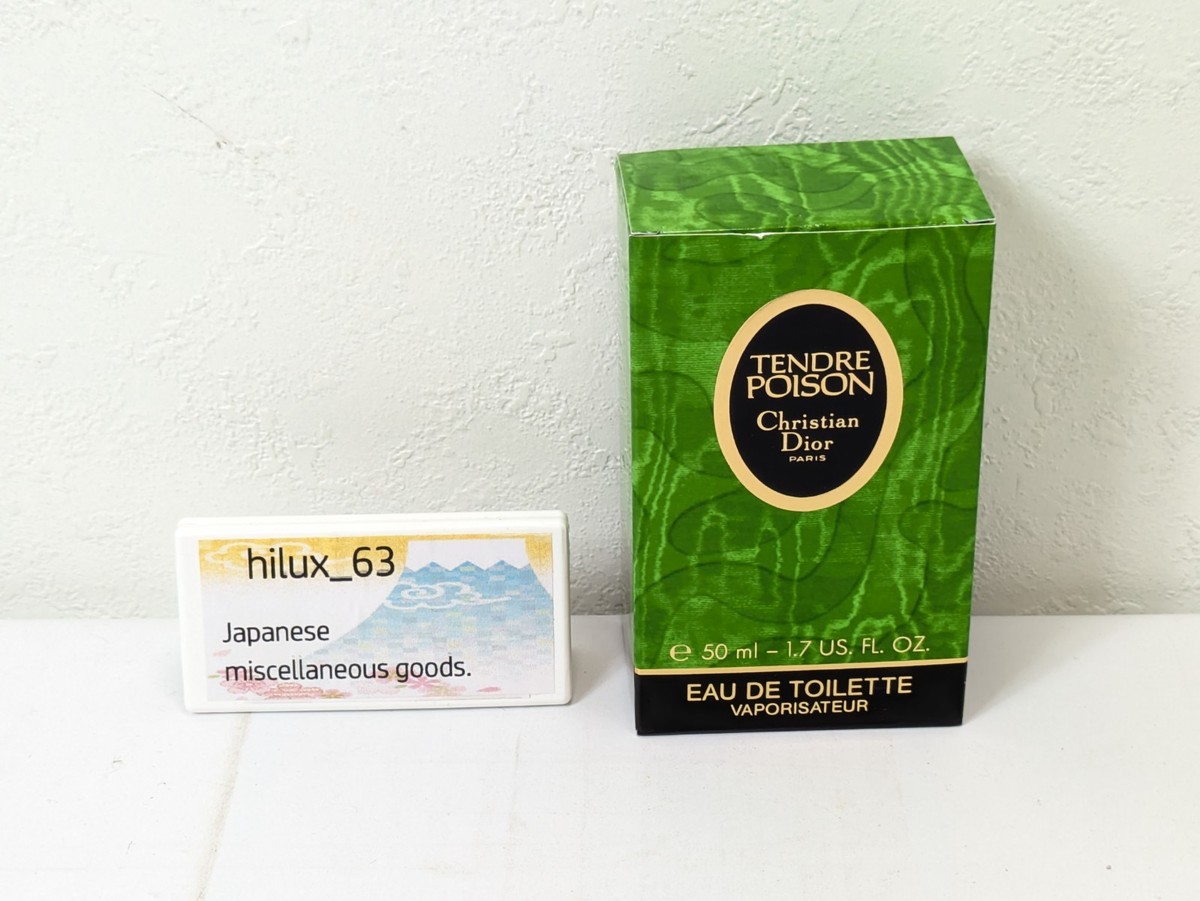 hilux_63
Japanese
miscellaneous goods.
TENDRE
POISON
Christian
Dior
PARIS
e 50 ml – 1.7 US. FL. OZ.
EAU DE TOILETTE
VAPORISATEUR